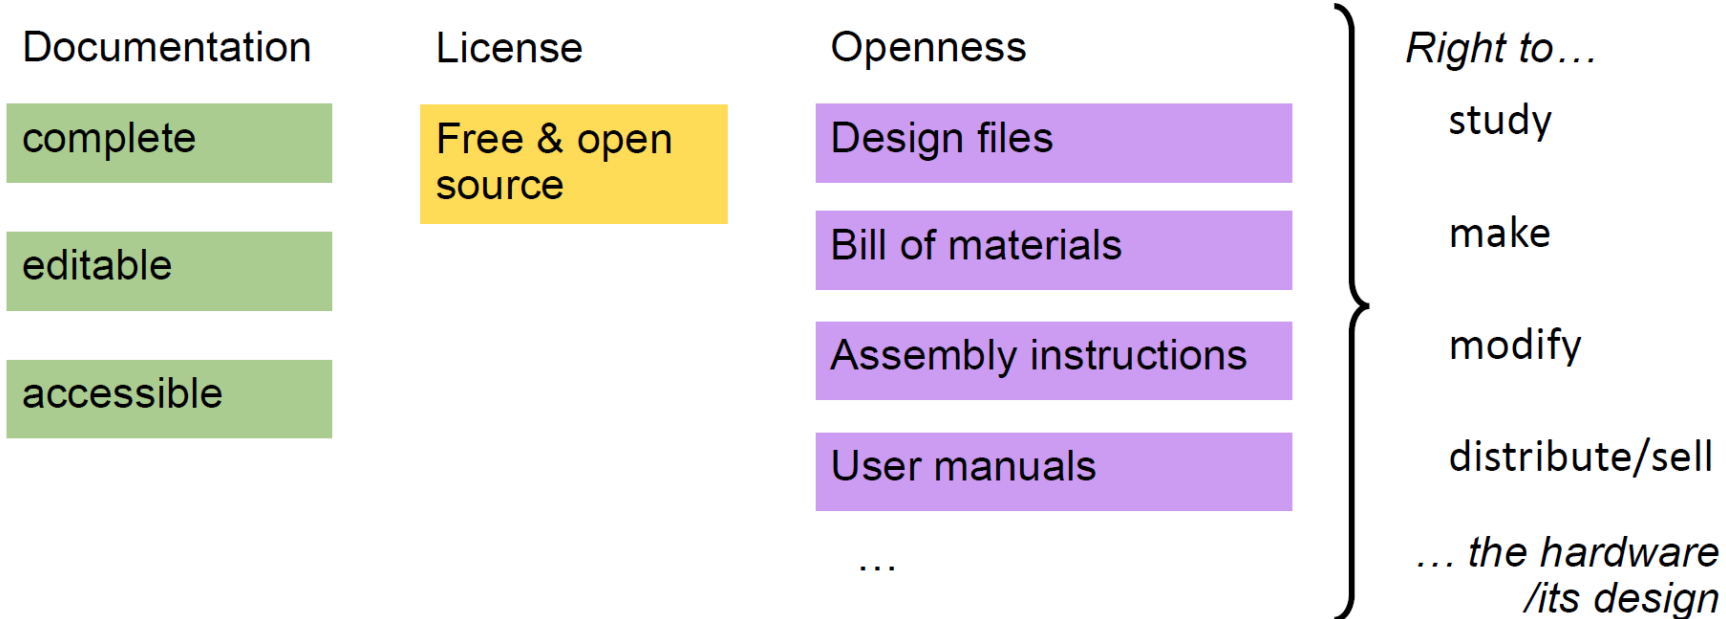 Documentation
complete
editable
accessible
License
Free & open
source
Openness
Design files
Bill of materials
Assembly instructions
User manuals
…
Right to…
study
make
modify
distribute/sell
… the hardware
/its design